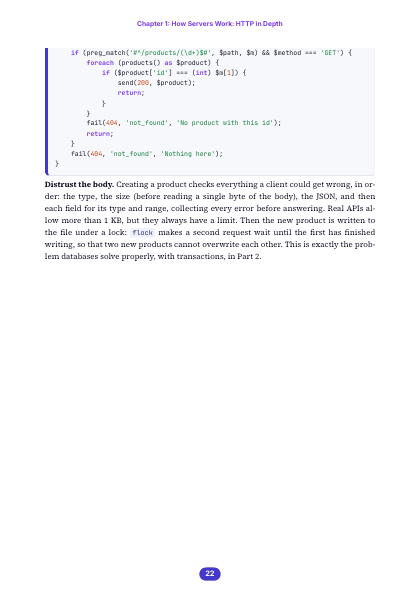 Chapter 1: How Servers Work: HTTP in Depth
if (preg_match('#^/products/(\d+)$#', $path, $m) && $method === 'GET') {
foreach (products() as $product) {
if ($product['id'] === (int) $m[1]) {
send(200, $product);
return;
}
}
fail(404, 'not_found', 'No product with this id');
return;
}
fail(404, 'not_found', 'Nothing here');
}
Distrust the body. Creating a product checks everything a client could get wrong, in or-
der: the type, the size (before reading a single byte of the body), the JSON, and then
each field for its type and range, collecting every error before answering. Real APIs al-
low more than 1 KB, but they always have a limit. Then the new product is written to
the file under a lock: flock makes a second request wait until the first has finished
writing, so that two new products cannot overwrite each other. This is exactly the prob-
lem databases solve properly, with transactions, in Part 2.
22